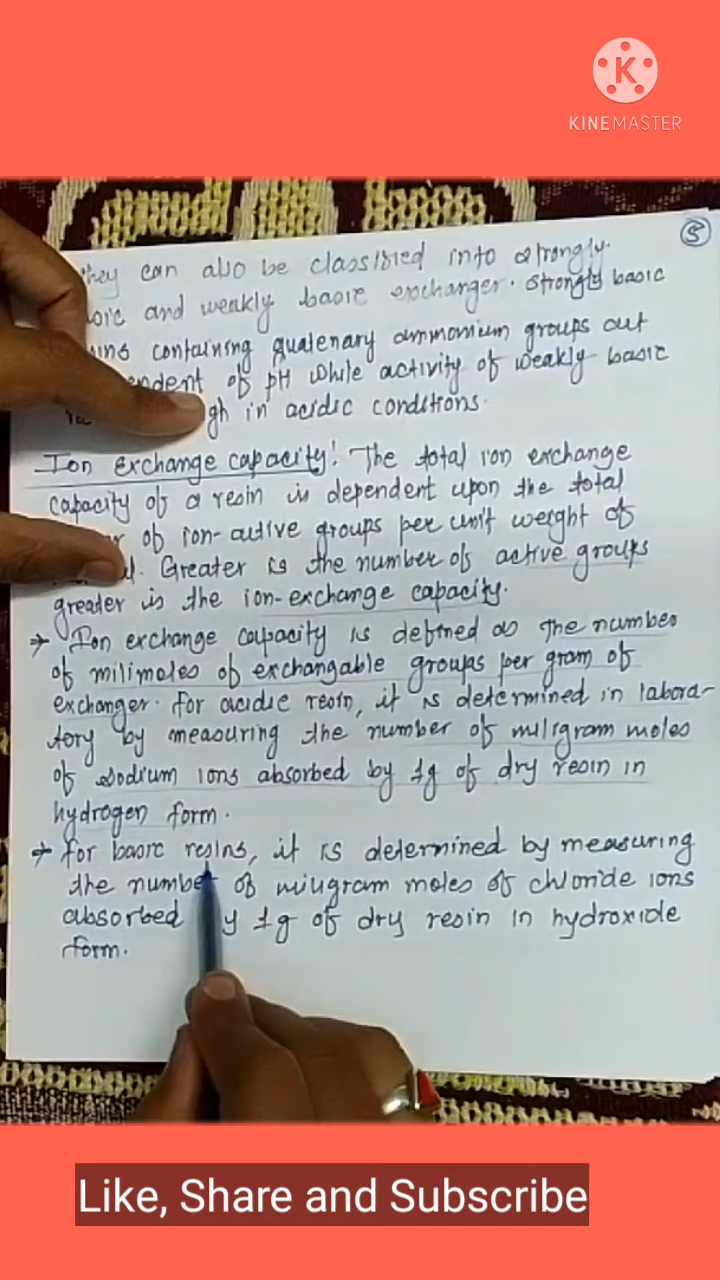 KINEMASTER
5
they can also be classified into strongly
and weakly basic exchanger. strongly basic
containing quatenary ammonium groups out
of pH while activity of weakly basic
in acidic conditions.
Ion exchange capacity: The total ion exchange
capacity of a resin is dependent upon the total
of ion-active groups per unit weight of
Greater is the number of active groups
greater is the ion-exchange capacity.
→ Ion exchange capacity is defined as the number
of milimoles of exchangable groups per gram of
exchanger. for acidic resin, it is determined in labora-
tory by measuring the number of miligram moles
of sodium ions absorbed by 1g of dry resin in
hydrogen form.
→ for basic resins, it is determined by measuring
the number of miligram moles of chloride ions
absorbed by 1g of dry resin in hydroxide
form.
Like, Share and Subscribe